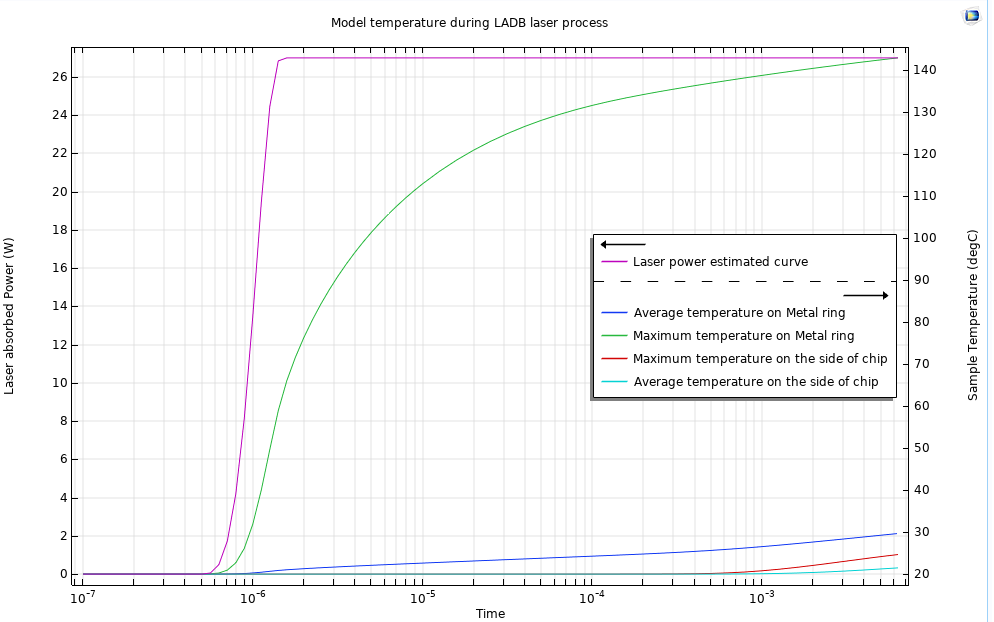 Model temperature during LADB laser process
Laser absorbed Power (W)
26
24
22
20
18
16
14
12
10
8
6
4
2
0
140
130
120
110
100
90
80
70
60
50
40
30
20
Sample Temperature (degC)
Laser power estimated curve
Average temperature on Metal ring
Maximum temperature on Metal ring
Maximum temperature on the side of chip
Average temperature on the side of chip
10⁻⁷ 10⁻⁶ 10⁻⁵ 10⁻⁴ 10⁻³
Time